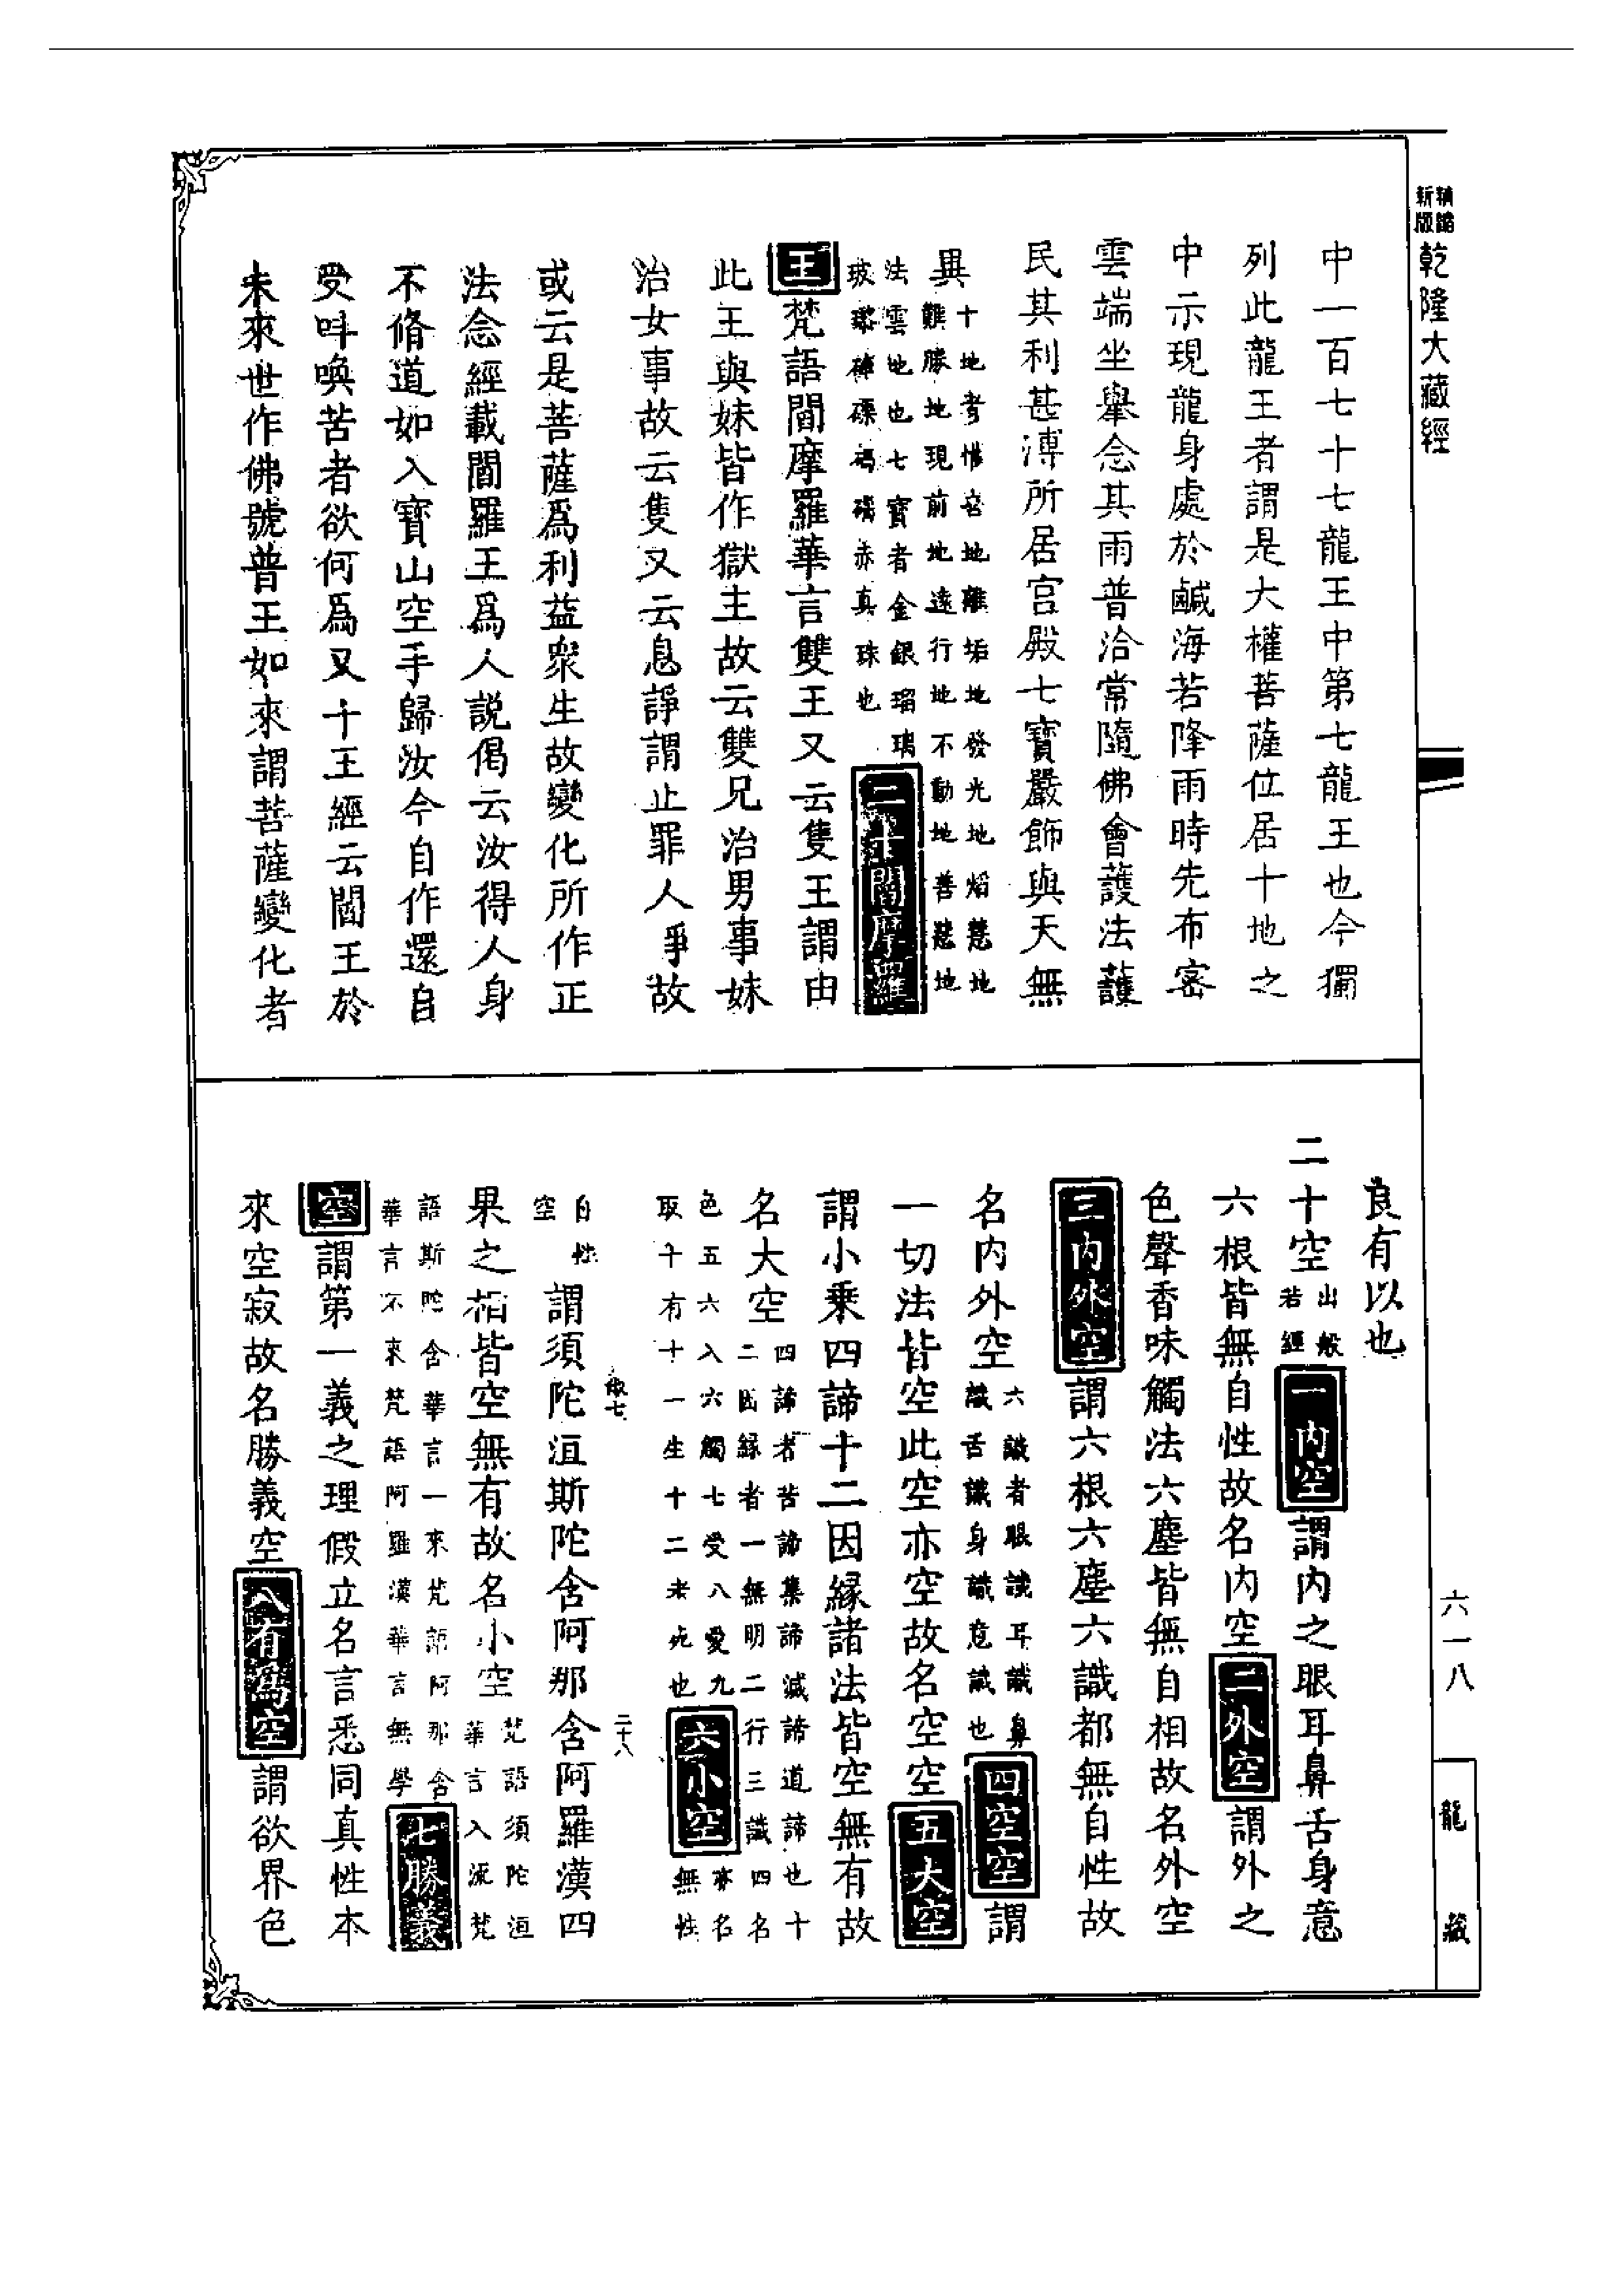 乾隆大藏經
中一百七十七龍王中第七龍王也今獨
列此龍王者謂是大權菩薩位居十地之
中示現龍身處於鹹海若降雨時先布密
雲端坐舉念其雨普洽常隨佛會護法護
民其利甚溥所居宮殿七寶嚴飾與天無
異十地者懽喜地離垢地發光地焰慧地難勝地現前地遠行地不動地善慧地
法雲地也七寶者金銀瑠璃玻瓈硨磲碼碯赤真珠也二十閻摩羅
王梵語閻摩羅華言雙王又云隻王謂由
此王與妹皆作獄主故云雙兄治男事妹
治女事故云隻又云息諍謂止罪人爭故
或云是菩薩爲利益衆生故變化所作正
法念經載閻羅王爲人説偈云汝得人身
不脩道如入寶山空手歸汝今自作還自
受呌喚苦者欲何爲又十王經云閻王於
未來世作佛號普王如來謂菩薩變化者
良有以也
二十空出般若經一內空謂內之眼耳鼻舌身意
六根皆無自性故名內空二外空謂外之
色聲香味觸法六塵皆無自相故名外空
三內外空謂六根六塵六識都無自性故
名內外空六識者眼識耳識鼻識舌識身識意識也四空空謂
一切法皆空此空亦空故名空空五大空
謂小乗四諦十二因緣諸法皆空無有故
名大空四諦者苦諦集諦滅諦道諦也十二因緣者一無明二行三識四名
色五六入六觸七受八愛九取十有十一生十二老死也六小空亦名無性
自性空謂須陀洹斯陀含阿那含阿羅漢四
果之相皆空無有故名小空梵語須陀洹華言入流梵
語斯陀含華言一來梵語阿那含華言不來梵語阿羅漢華言無學七勝義
空謂第一義之理假立名言悉同真性本
來空寂故名勝義空八有爲空謂欲界色
二十八
六一八
龍藏